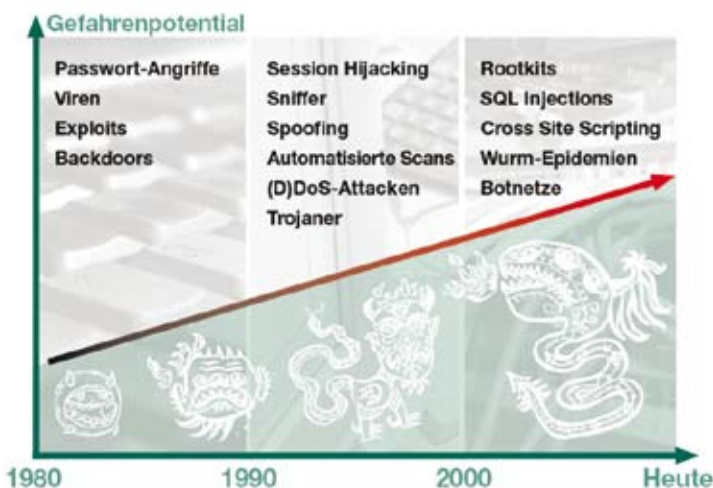 Gefahrenpotential
Passwort-Angriffe
Viren
Exploits
Backdoors
Session Hijacking
Sniffer
Spoofing
Automatisierte Scans
(D)DoS-Attacken
Trojaner
Rootkits
SQL Injections
Cross Site Scripting
Wurm-Epidemien
Botnetze
1980
1990
2000
Heute